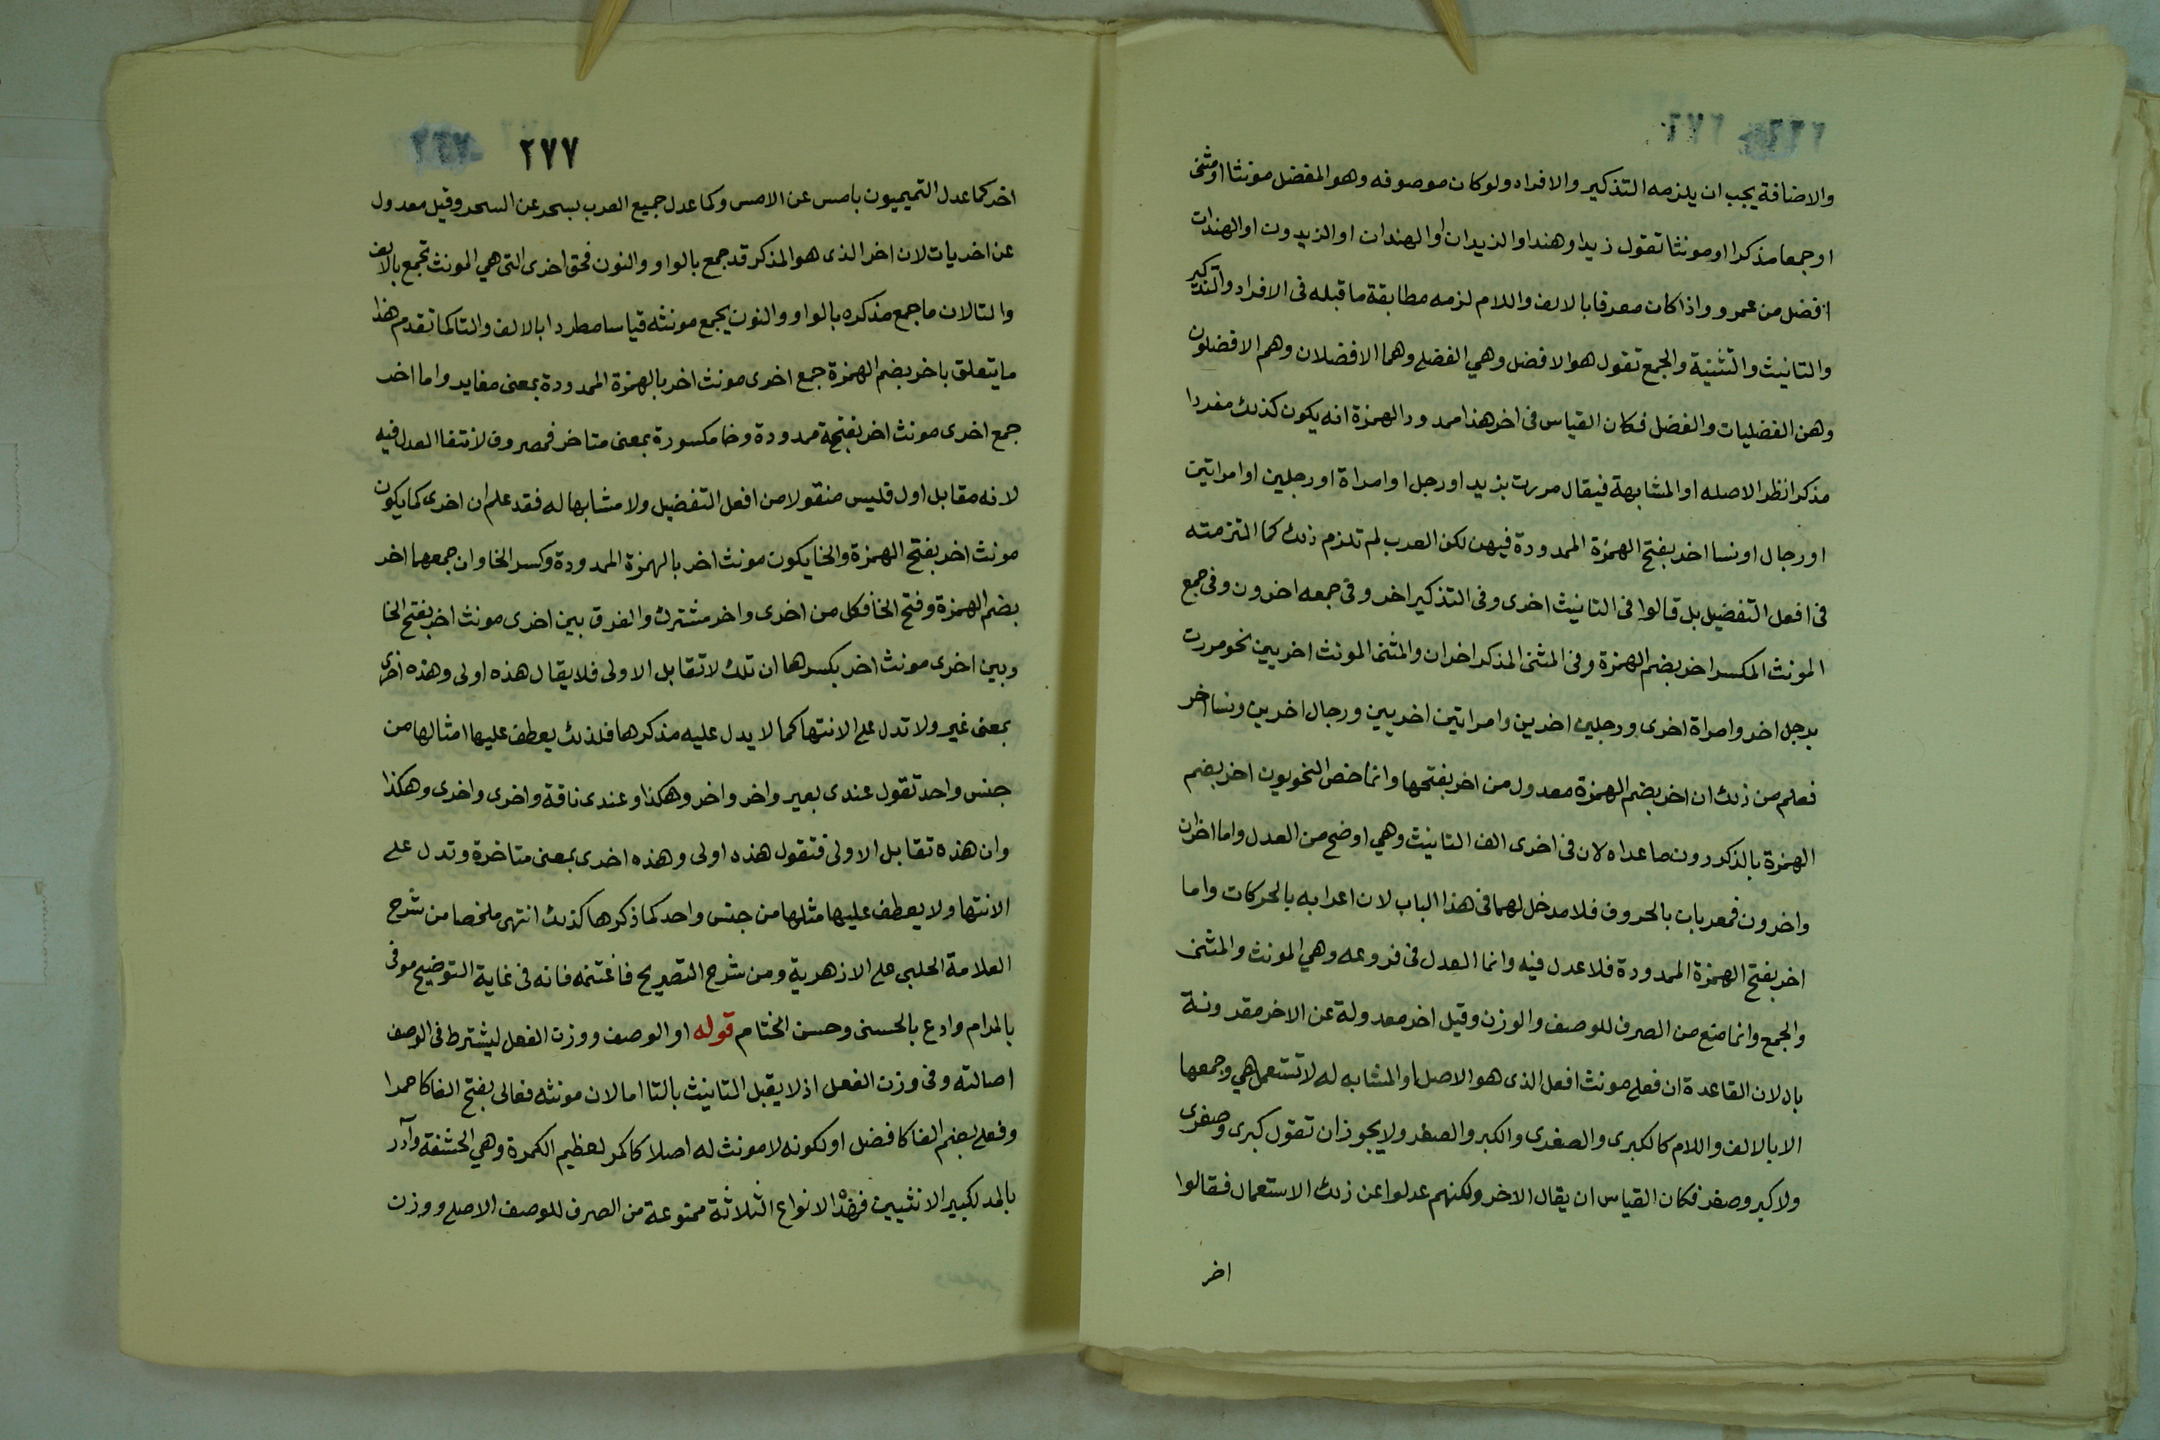 ٢٧٦
والاضافة يجب ان يلزمه التذكير والافراد ولو كان موصوفه وهو المفضل مونثا او مثنى
او جمعا مذكرا او مونثا تقول زيدا وهندا والزيدان او الهندان او الزيدون او الهندات
افضل من عمرو واذا كان معرفا بالالف واللام لزمه مطابقة ما قبله فى الافراد والتذكير
والتانيث والتثنية والجمع تقول هو الافضل وهي الفضلى وهما الافضلان وهم الافضلون
وهن الفضليات والفضل فكان القياس فى اخر هذا ممدود الهمزة انه يكون كذلك مفردا
مذكرا نظرا لاصله او المشابهة فيقال مررت بزيد او رجل او امراة او رجلين او امراتين
او رجال او نسا اخر بفتح الهمزة الممدودة فيهن لكن العرب لم تلزم ذلك كما التزمته
فى افعل التفضيل بل قالوا فى التانيث اخرى وفى التذكير اخر وفى جمعه اخرون وفى جمع
المونث المكسر اخر بضم الهمزة وفى المثنى المذكر اخران والمثنى المونث اخريين نحو مررت
برجل اخر وامراة اخرى ورجلين اخرين وامراتين اخريين ورجال اخرين ونسا اخر
فعلم من ذلك ان اخر بضم الهمزة معدول من اخر بفتحها وانما خص النحويون اخر بضم
الهمزة بالذكر دون ما عداه لان فى اخرى الف التانيث وهي اوضح من العدل واما اخران
واخرون فمعربان بالحروف فلا مدخل لهما فى هذا الباب لان اعرابه بالحركات واما
اخر بفتح الهمزة الممدودة فلا عدل فيه وانما العدل فى فروعه وهي المونث والمثنى
والجمع وانما منع من الصرف للوصف والوزن وقيل اخر معدولة عن الاخر مقرونة
بال لان القاعدة ان فعلى مونث افعل الذى هو الاصل او المشابه له لا تستعمل هي وجمعها
الا بالالف واللام كالكبرى والصغرى والكبر والصغر ولا يجوز ان تقول كبرى وصغرى
ولا كبر وصغر فكان القياس ان يقال الاخر ولكنهم عدلوا عن ذلك الاستعمال فقالوا
اخر
٢٧٧
اخر كما عدل التميميون بامس عن الامس وكما عدل جميع العرب بسحر عن السحر وقيل معدول
عن اخريات لان اخر الذى هو المذكر قد جمع بالواو والنون فحق اخرى التى هي المونث تجمع بالالف
والتا لان ما جمع مذكره بالواو والنون يجمع مونثه قياسا مطردا بالالف والتا كما تقدم هذا
ما يتعلق باخر بضم الهمزة جمع اخرى مونث اخر بالهمزة الممدودة بمعنى مغاير واما اخر
جمع اخرى مونث اخر بفتحة ممدودة وخا مكسورة بمعنى متاخر فمصروف لانتفا العدل فيه
لانه مقابل اول فليس منقولا من افعل التفضيل ولا مشابها له فقد علم ان اخرى كما يكون
مونث اخر بفتح الهمزة والخا يكون مونث اخر بالهمزة الممدودة وكسر الخا وان جمعهما اخر
بضم الهمزة وفتح الخا فكل من اخرى واخر مشترك والفرق بين اخرى مونث اخر بفتح الخا
وبين اخرى مونث اخر بكسرها ان تلك لا تقابل الاولى فلا يقال هذه اولى وهذه اخرى
بمعنى غير ولا تدل على الانتها كما لا يدل عليه مذكرها فلذلك يعطف عليها امثالها من
جنس واحد تقول عندى بعير واخر واخر وهكذا وعندى ناقة واخرى واخرى وهكذا
وان هذه تقابل الاولى فتقول هذه اولى وهذه اخرى بمعنى متاخرة وتدل على
الانتها ولا يعطف عليها مثلها من جنس واحد كما ذكرها كذلك انتهى ملخصا من شرح
العلامة الحلبى على الازهرية ومن شرح التصريح فاغتنمه فانه فى غاية التوضيح موفى
بالمرام وادع بالحسنى وحسن الختام قوله او الوصف ووزن الفعل ليشترط فى الوصف
اصالته وفى وزن الفعل اذ لا يقبل التانيث بالتا اما لان مونثه فعالى بفتح الفا كاحمرا
وفعلى بضم الفا كافضل او لكونه لا مونث له اصلا كاكمر لعظيم الكمرة وهي الحشفة وآدر
بالمد لكبير الانثيين فهذه الانواع الثلاثة ممنوعة من الصرف للوصف الاصلى ووزن